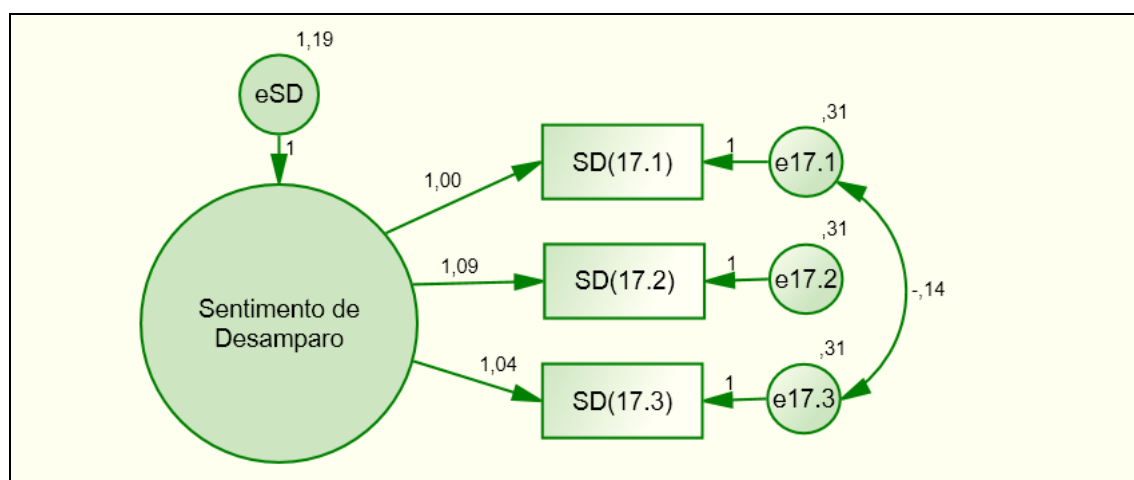 1,19
eSD
1
Sentimento de
Desamparo
1,00
SD(17.1)
1
e17.1
,31
1,09
SD(17.2)
1
e17.2
,31
1,04
SD(17.3)
1
e17.3
,31
-,14